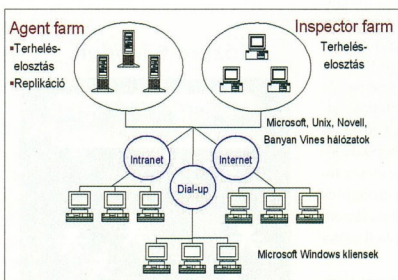 Agent farm
▪Terhelés-
elosztás
▪Replikáció
Inspector farm
Terhelés-
elosztás
Microsoft, Unix, Novell,
Banyan Vines hálózatok
Intranet
Internet
Dial-up
Microsoft Windows kliensek